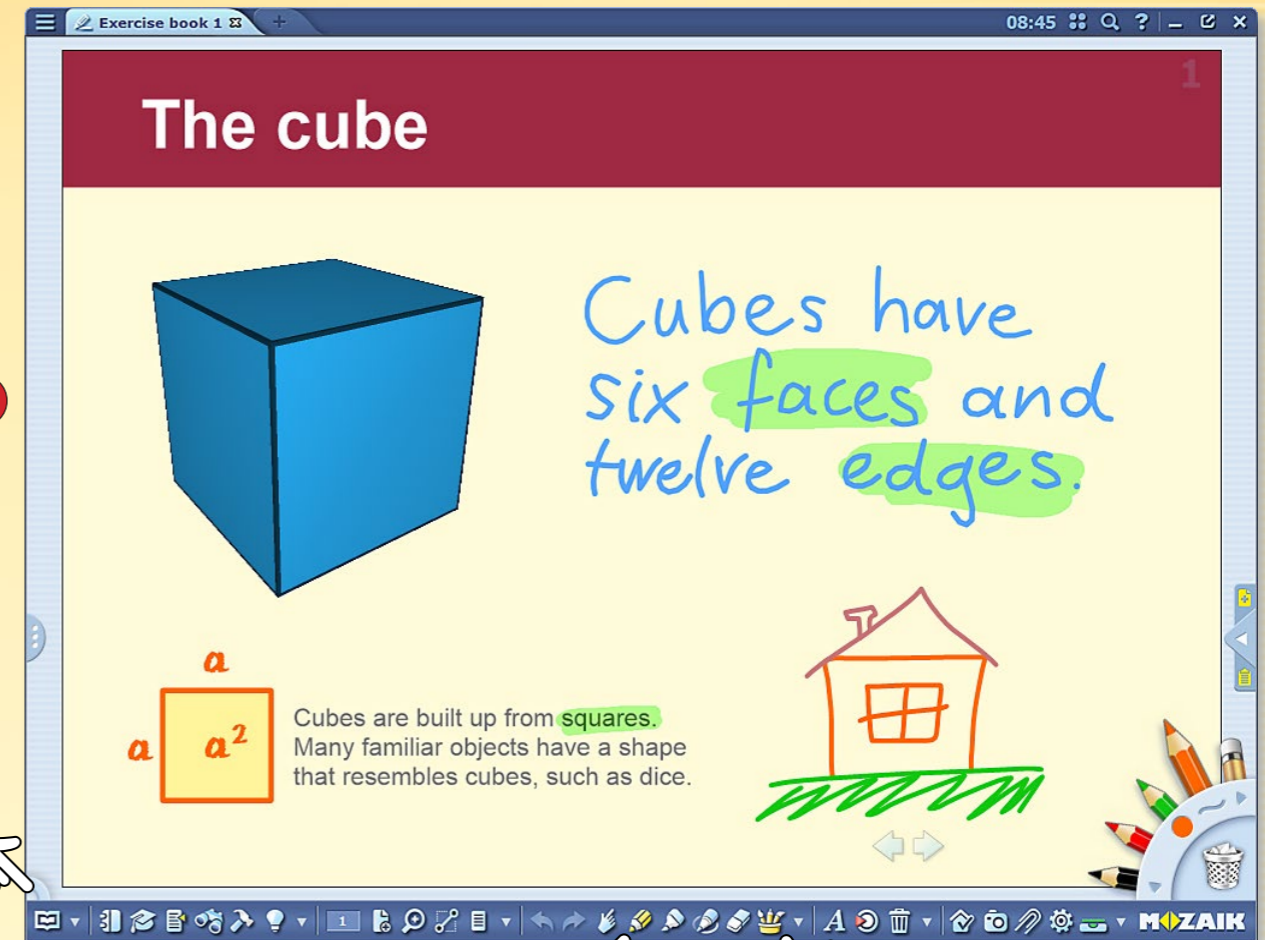 Exercise book 1
08:45
1
The cube
Cubes have
six faces and
twelve edges.
a
a a²
Cubes are built up from squares.
Many familiar objects have a shape
that resembles cubes, such as dice.
1
MOZAIK